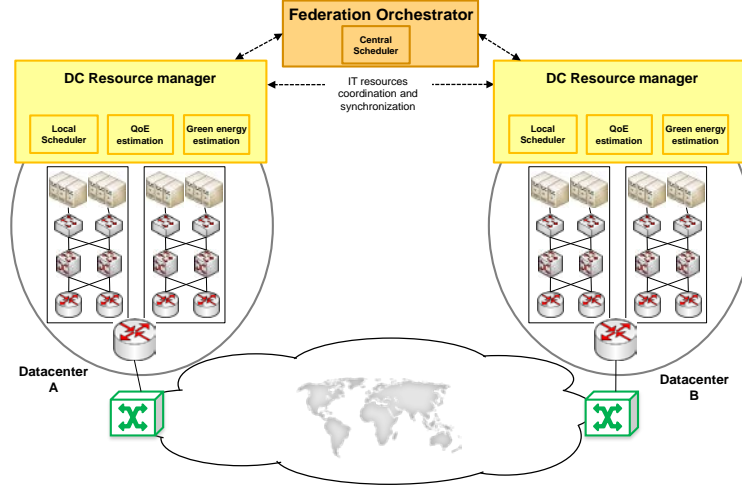 Federation Orchestrator
Central
Scheduler
DC Resource manager
IT resources
coordination and
synchronization
DC Resource manager
Local
Scheduler
QoE
estimation
Green energy
estimation
Local
Scheduler
QoE
estimation
Green energy
estimation
Datacenter
A
Datacenter
B